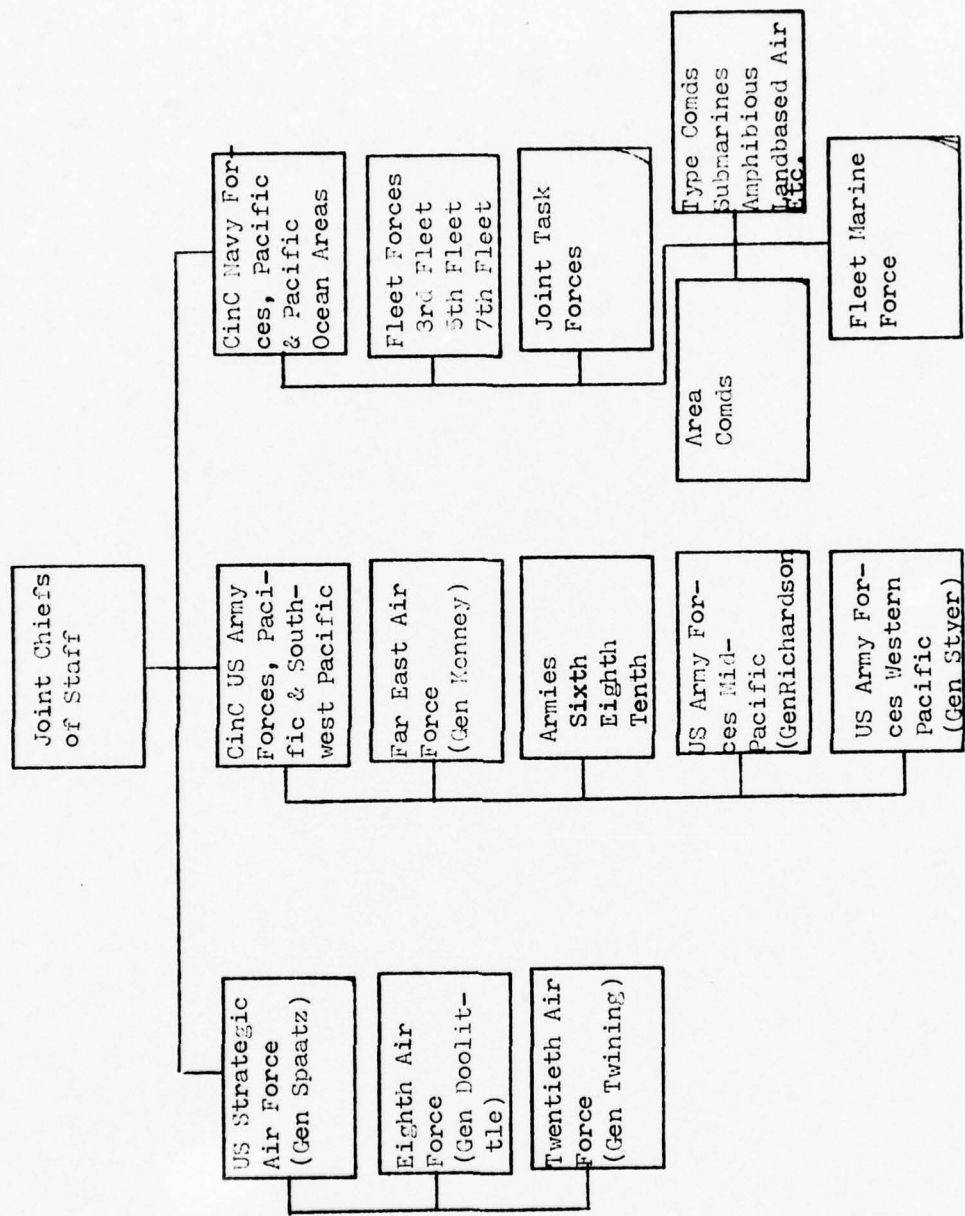 Joint Chiefs
of Staff
US Strategic
Air Force
(Gen Spaatz)
Eighth Air
Force
(Gen Doolit-
tle)
Twentieth Air
Force
(Gen Twining)
CinC US Army
Forces, Paci-
fic & South-
west Pacific
Far East Air
Force
(Gen Kenney)
Armies
Sixth
Eighth
Tenth
US Army For-
ces Mid-
Pacific
(GenRichardson
US Army For-
ces Western
Pacific
(Gen Styer)
CinC Navy For-
ces, Pacific
& Pacific
Ocean Areas
Fleet Forces
3rd Fleet
5th Fleet
7th Fleet
Joint Task
Forces
Area
Comds
Type Comds
Submarines
Amphibious
Landbased Air
Etc.
Fleet Marine
Force